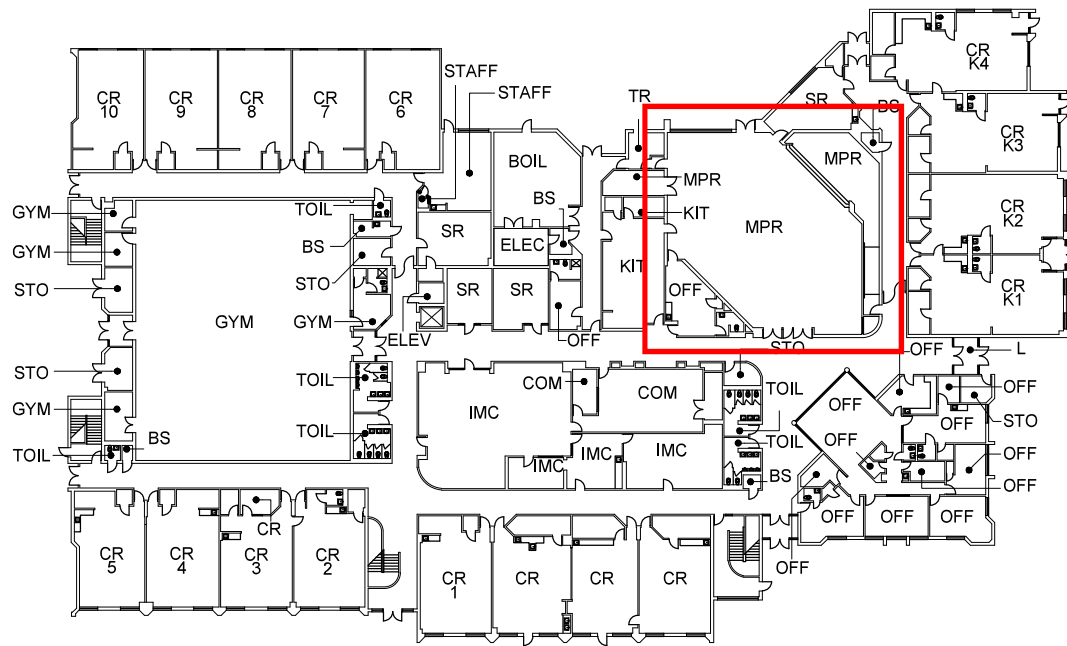 CR
K4
STAFF
STAFF
TR
SR
BS
CR
10
CR
9
CR
8
CR
7
CR
6
CR
K3
BOIL
MPR
MPR
GYM
TOIL
BS
KIT
CR
K2
MPR
GYM
BS
SR
ELEC
STO
STO
KIT
CR
K1
OFF
GYM
GYM
SR
SR
ELEV
OFF
STO
OFF
L
STO
TOIL
COM
COM
TOIL
OFF
GYM
IMC
OFF
STO
TOIL
BS
TOIL
OFF
TOIL
IMC
IMC
IMC
BS
OFF
OFF
CR
CR
5
CR
4
CR
3
CR
2
OFF
OFF
OFF
OFF
CR
1
CR
CR
CR